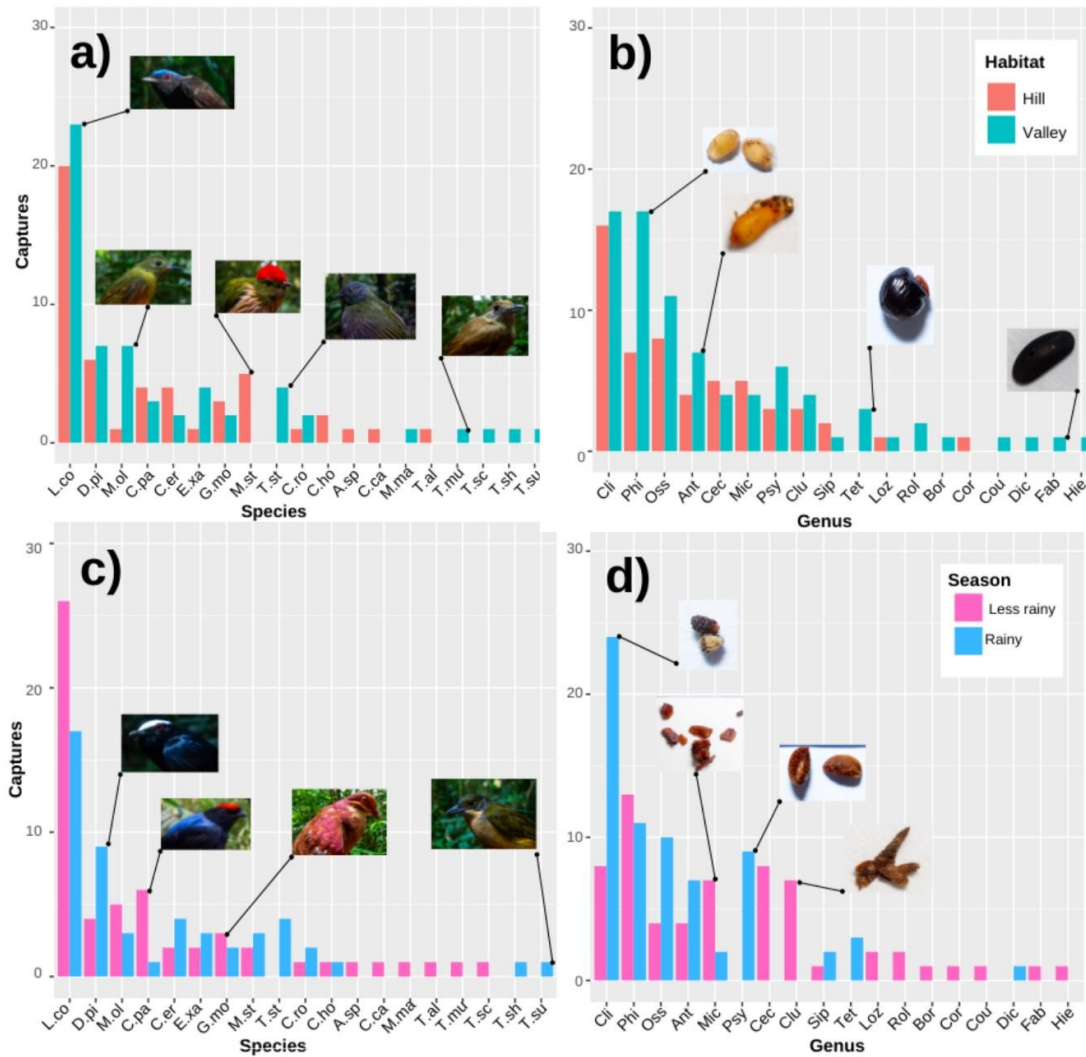 a)
30
20
10
0
Captures
L.co D.pi M.ol C.pa C.er E.xa G.mo M.st T.st C.ro C.ho A.sp C.ca M.ma T.al T.mu T.sc T.sh T.su
Species
b)
30
20
10
0
Habitat
Hill
Valley
Cli Phi Oss Ant Cec Mic Psy Clu Sip Tet Loz Rol Bor Cor Cou Dic Fab Hie
Genus
c)
30
20
10
0
Captures
L.co D.pi M.ol C.pa C.er E.xa G.mo M.st T.st C.ro C.ho A.sp C.ca M.ma T.al T.mu T.sc T.sh T.su
Species
d)
30
20
10
0
Season
Less rainy
Rainy
Cli Phi Oss Ant Mic Psy Cec Clu Sip Tet Loz Rol Bor Cor Cou Dic Fab Hie
Genus